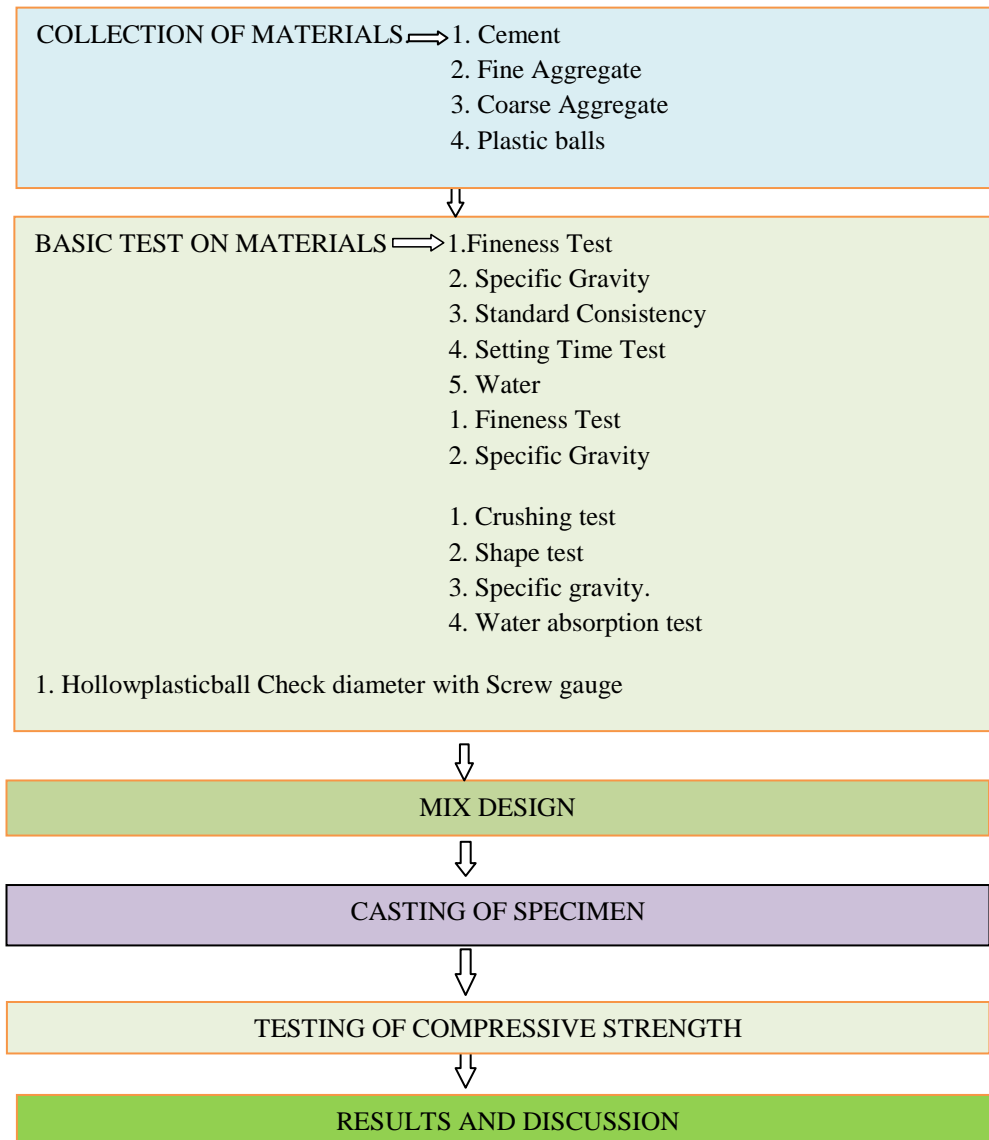 COLLECTION OF MATERIALS 1. Cement
2. Fine Aggregate
3. Coarse Aggregate
4. Plastic balls
BASIC TEST ON MATERIALS 1.Fineness Test
2. Specific Gravity
3. Standard Consistency
4. Setting Time Test
5. Water
1. Fineness Test
2. Specific Gravity
1. Crushing test
2. Shape test
3. Specific gravity.
4. Water absorption test
1. Hollowplasticball Check diameter with Screw gauge
MIX DESIGN
CASTING OF SPECIMEN
TESTING OF COMPRESSIVE STRENGTH
RESULTS AND DISCUSSION